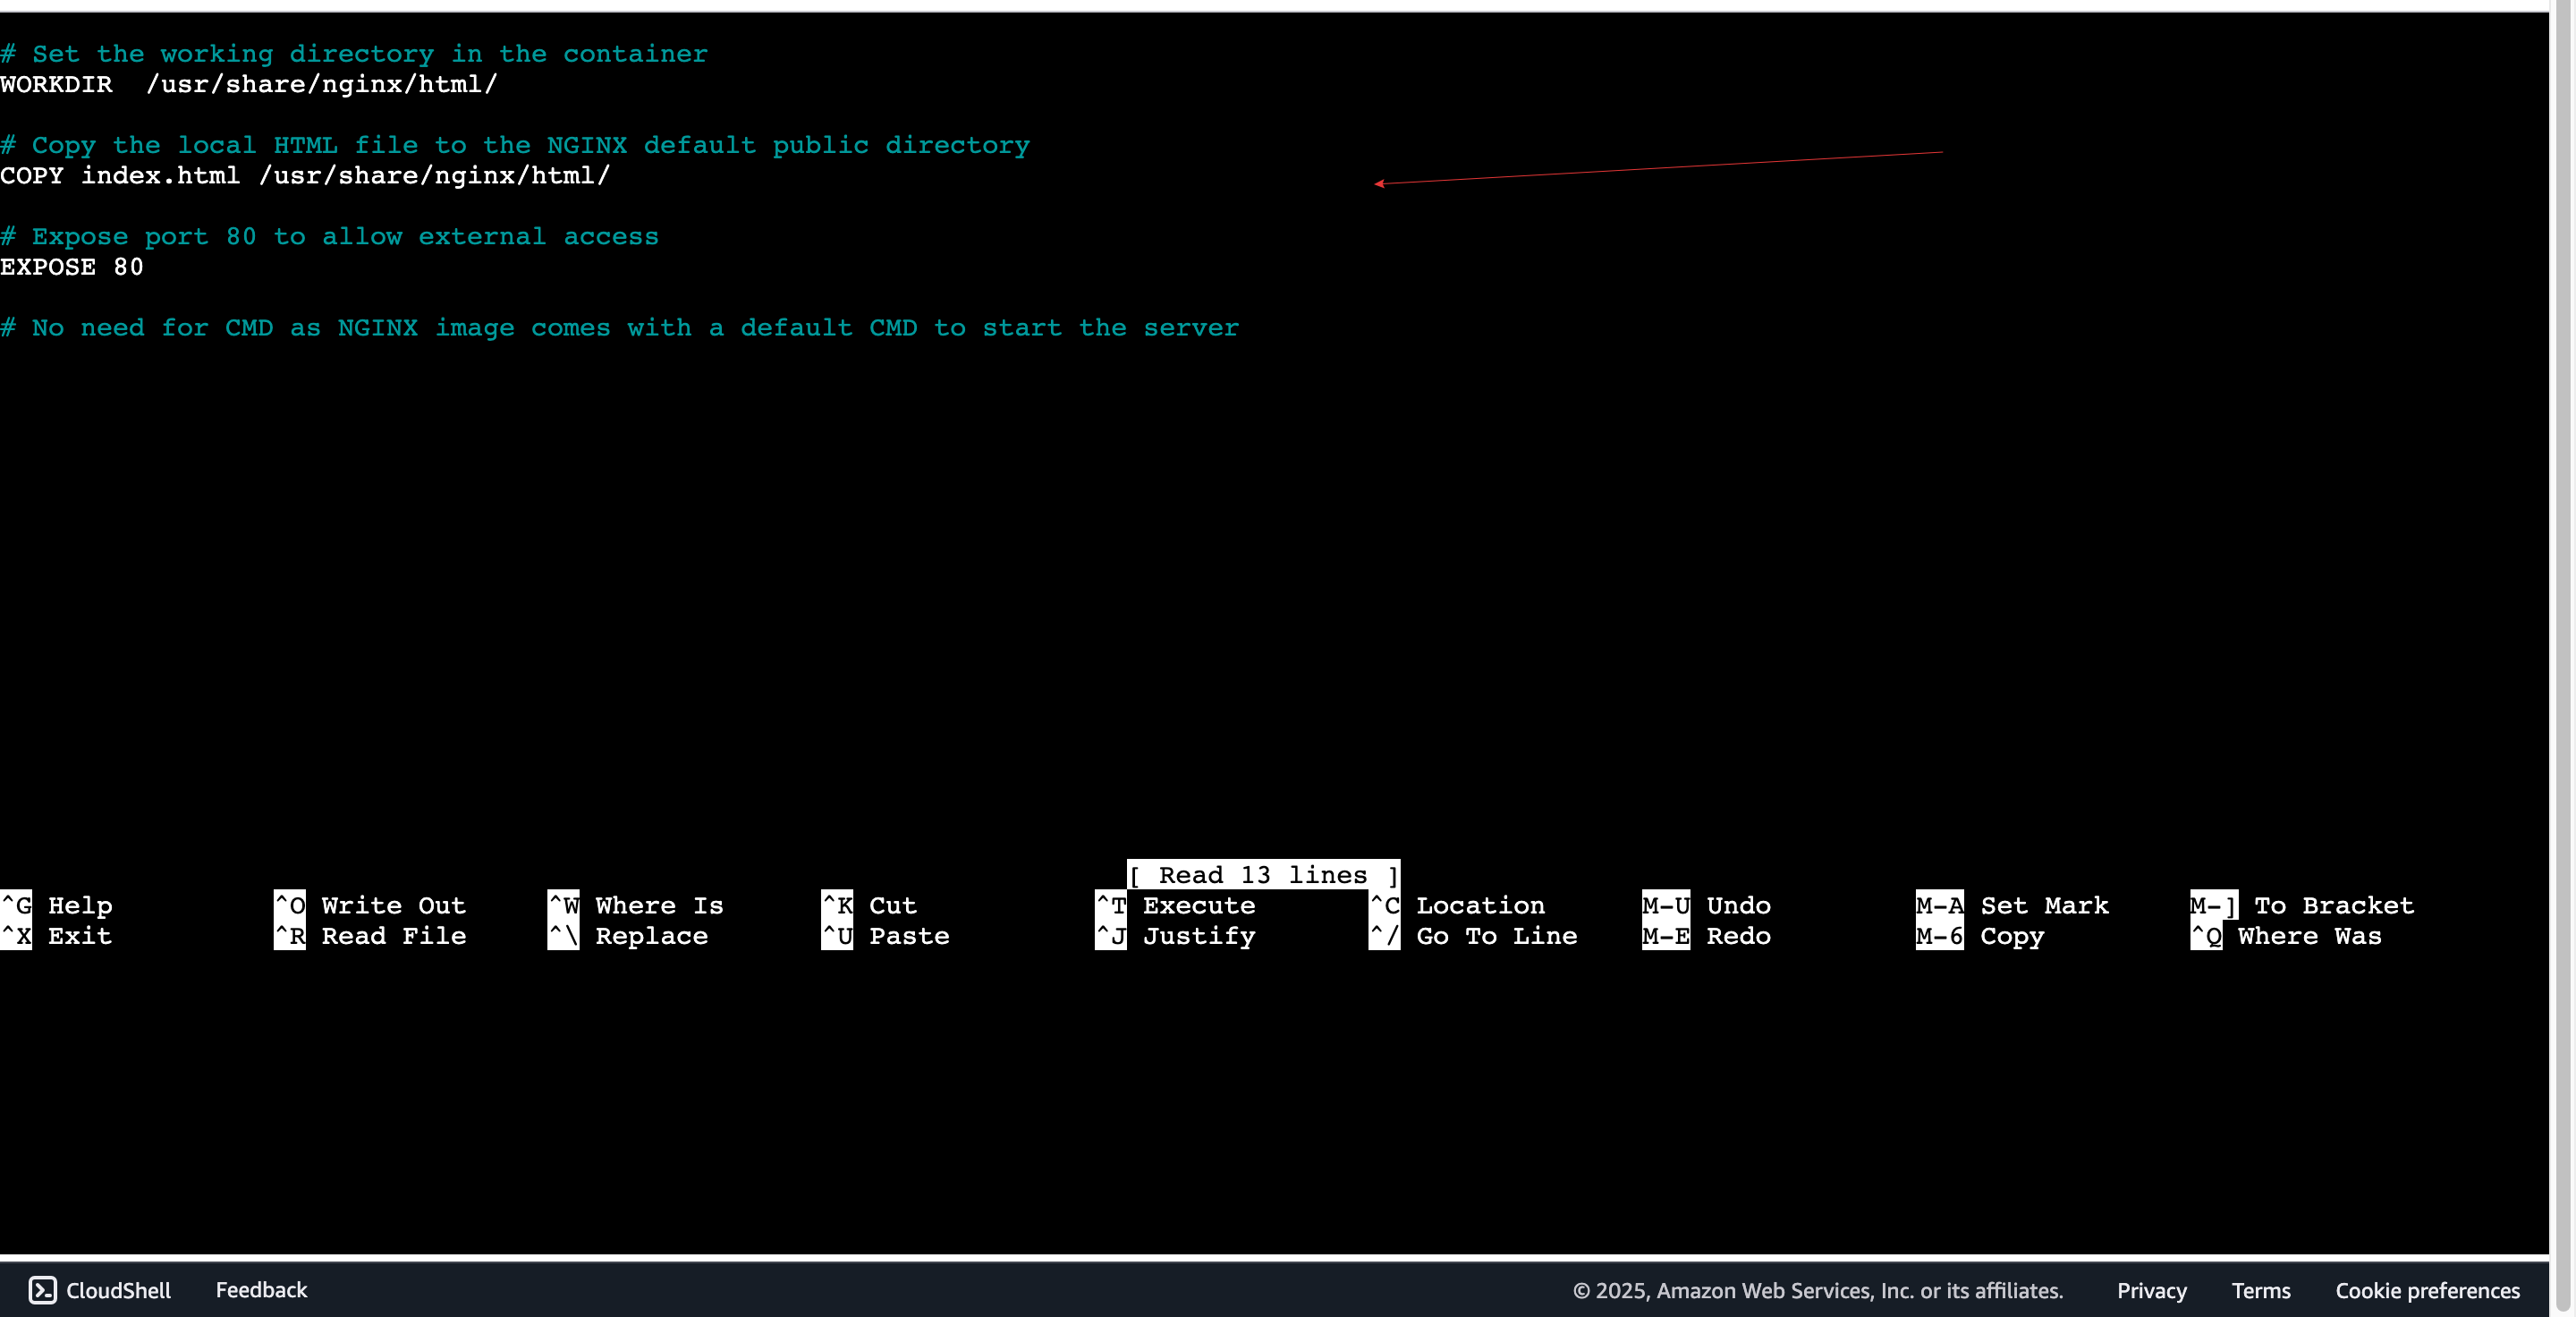 # Set the working directory in the container
WORKDIR  /usr/share/nginx/html/
# Copy the local HTML file to the NGINX default public directory
COPY index.html /usr/share/nginx/html/
# Expose port 80 to allow external access
EXPOSE 80
# No need for CMD as NGINX image comes with a default CMD to start the server
[ Read 13 lines ]
^G Help ^O Write Out ^W Where Is ^K Cut ^T Execute ^C Location M-U Undo M-A Set Mark M-] To Bracket
^X Exit ^R Read File ^\ Replace ^U Paste ^J Justify ^/ Go To Line M-E Redo M-6 Copy ^Q Where Was
CloudShell Feedback © 2025, Amazon Web Services, Inc. or its affiliates. Privacy Terms Cookie preferences